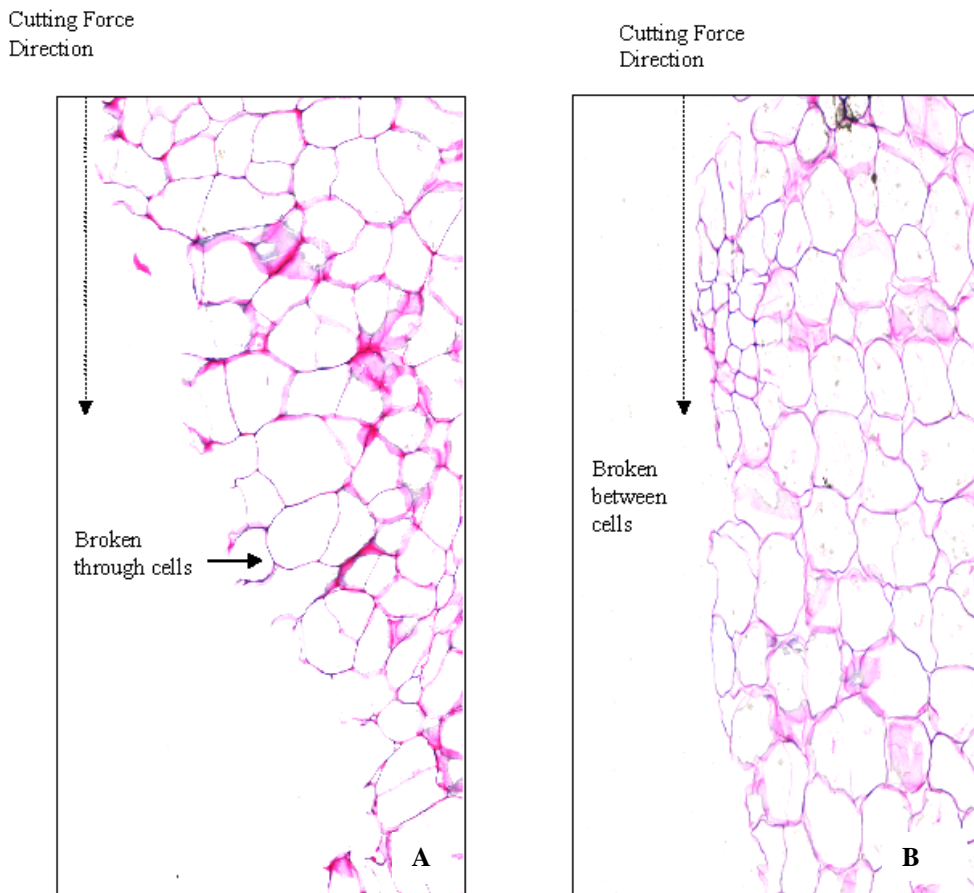 Cutting Force
Direction
Cutting Force
Direction
Broken
through cells
A
Broken
between
cells
B